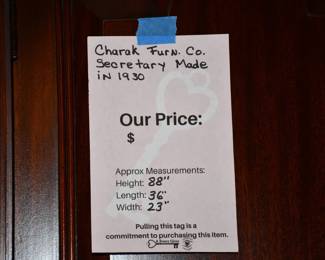 Charak Furn. Co.
Secretary Made
in 1930
Our Price:
$
Approx Measurements:
Height: 88"
Length: 36"
Width: 23"
Pulling this tag is a
commitment to purchasing this item.